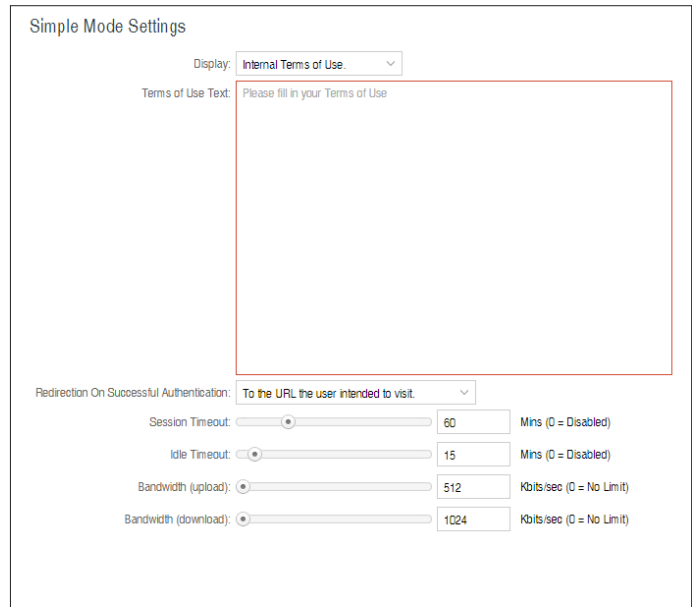 Simple Mode Settings
Display: Internal Terms of Use.
Terms of Use Text: Please fill in your Terms of Use
Redirection On Successful Authentication: To the URL the user intended to visit.
Session Timeout: 60 Mins (0 = Disabled)
Idle Timeout: 15 Mins (0 = Disabled)
Bandwidth (upload): 512 Kbits/sec (0 = No Limit)
Bandwidth (download): 1024 Kbits/sec (0 = No Limit)